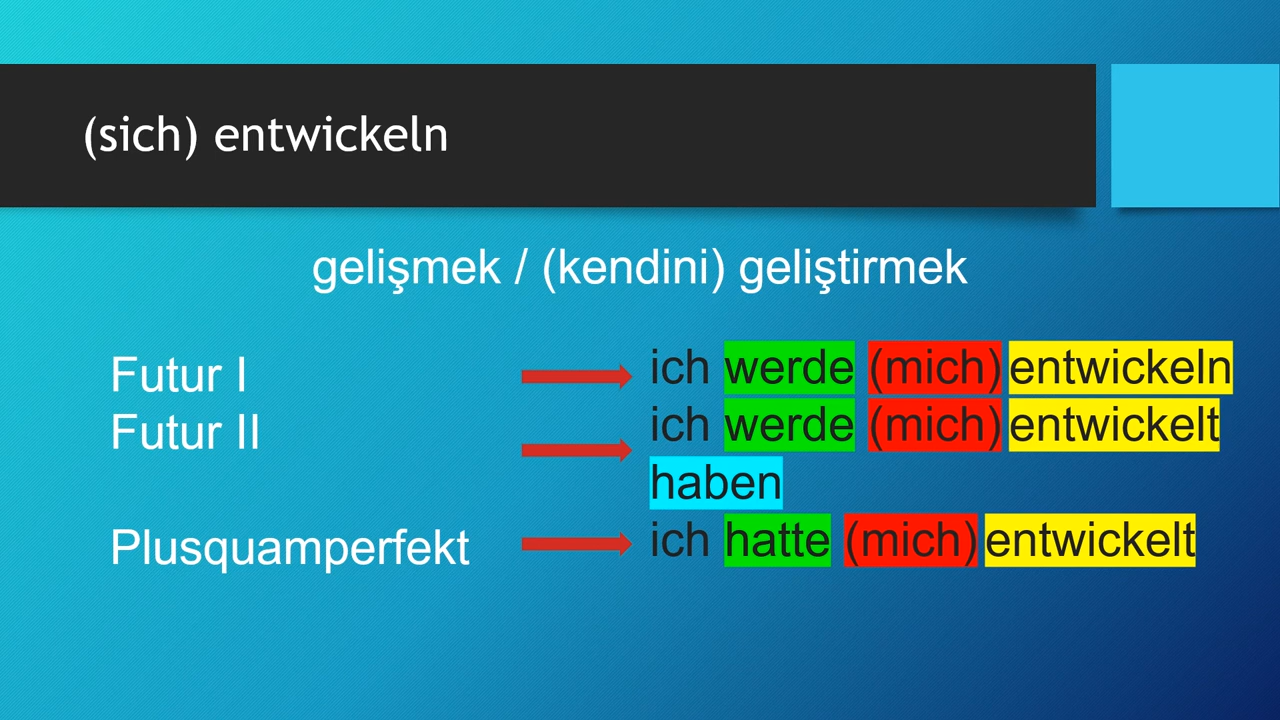 (sich) entwickeln
gelişmek / (kendini) geliştirmek
Futur I
ich werde (mich) entwickeln
Futur II
ich werde (mich) entwickelt
haben
Plusquamperfekt
ich hatte (mich) entwickelt